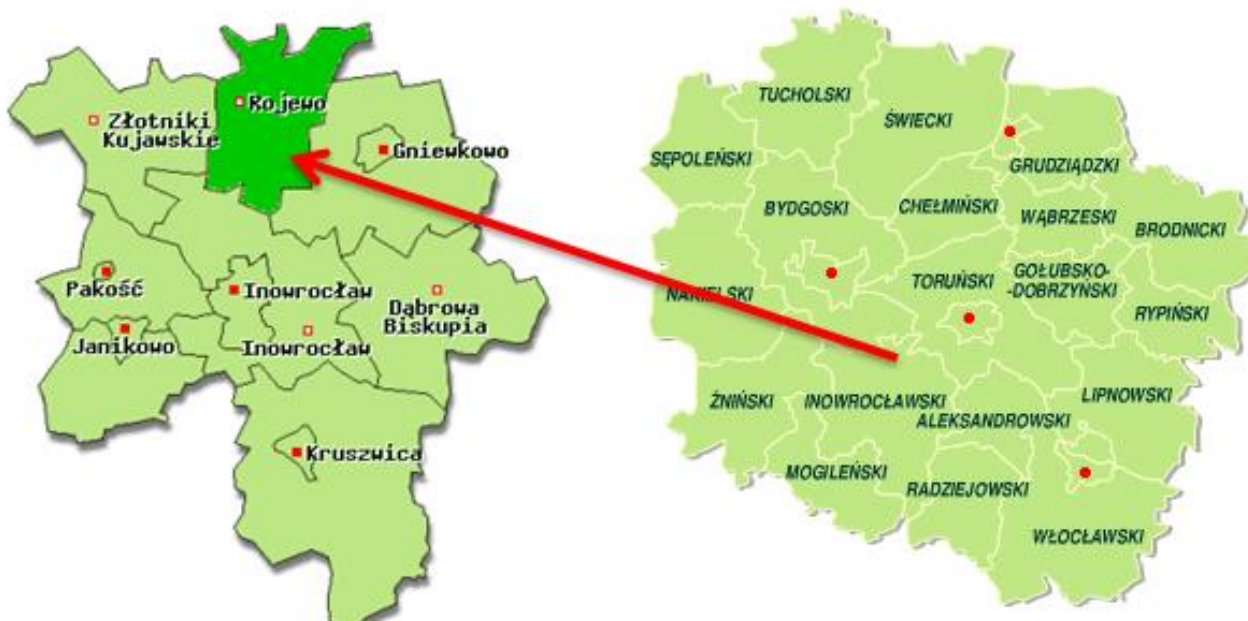 Rojewo
Złotniki
Kujawskie
Gniewkowo
Pakość
Inowrocław
Dąbrowa
Biskupia
Janikowo
Inowrocław
Kruszwica
TUCHOLSKI
ŚWIECKI
SĘPOLEŃSKI
GRUDZIĄDZKI
BYDGOSKI
CHEŁMIŃSKI
WĄBRZESKI
BRODNICKI
NAKIELSKI
TORUŃSKI
GOŁUBSKO-
-DOBRZYŃSKI
RYPIŃSKI
ŻNIŃSKI
INOWROCŁAWSKI
LIPNOWSKI
ALEKSANDROWSKI
MOGILEŃSKI
RADZIEJOWSKI
WŁOCŁAWSKI